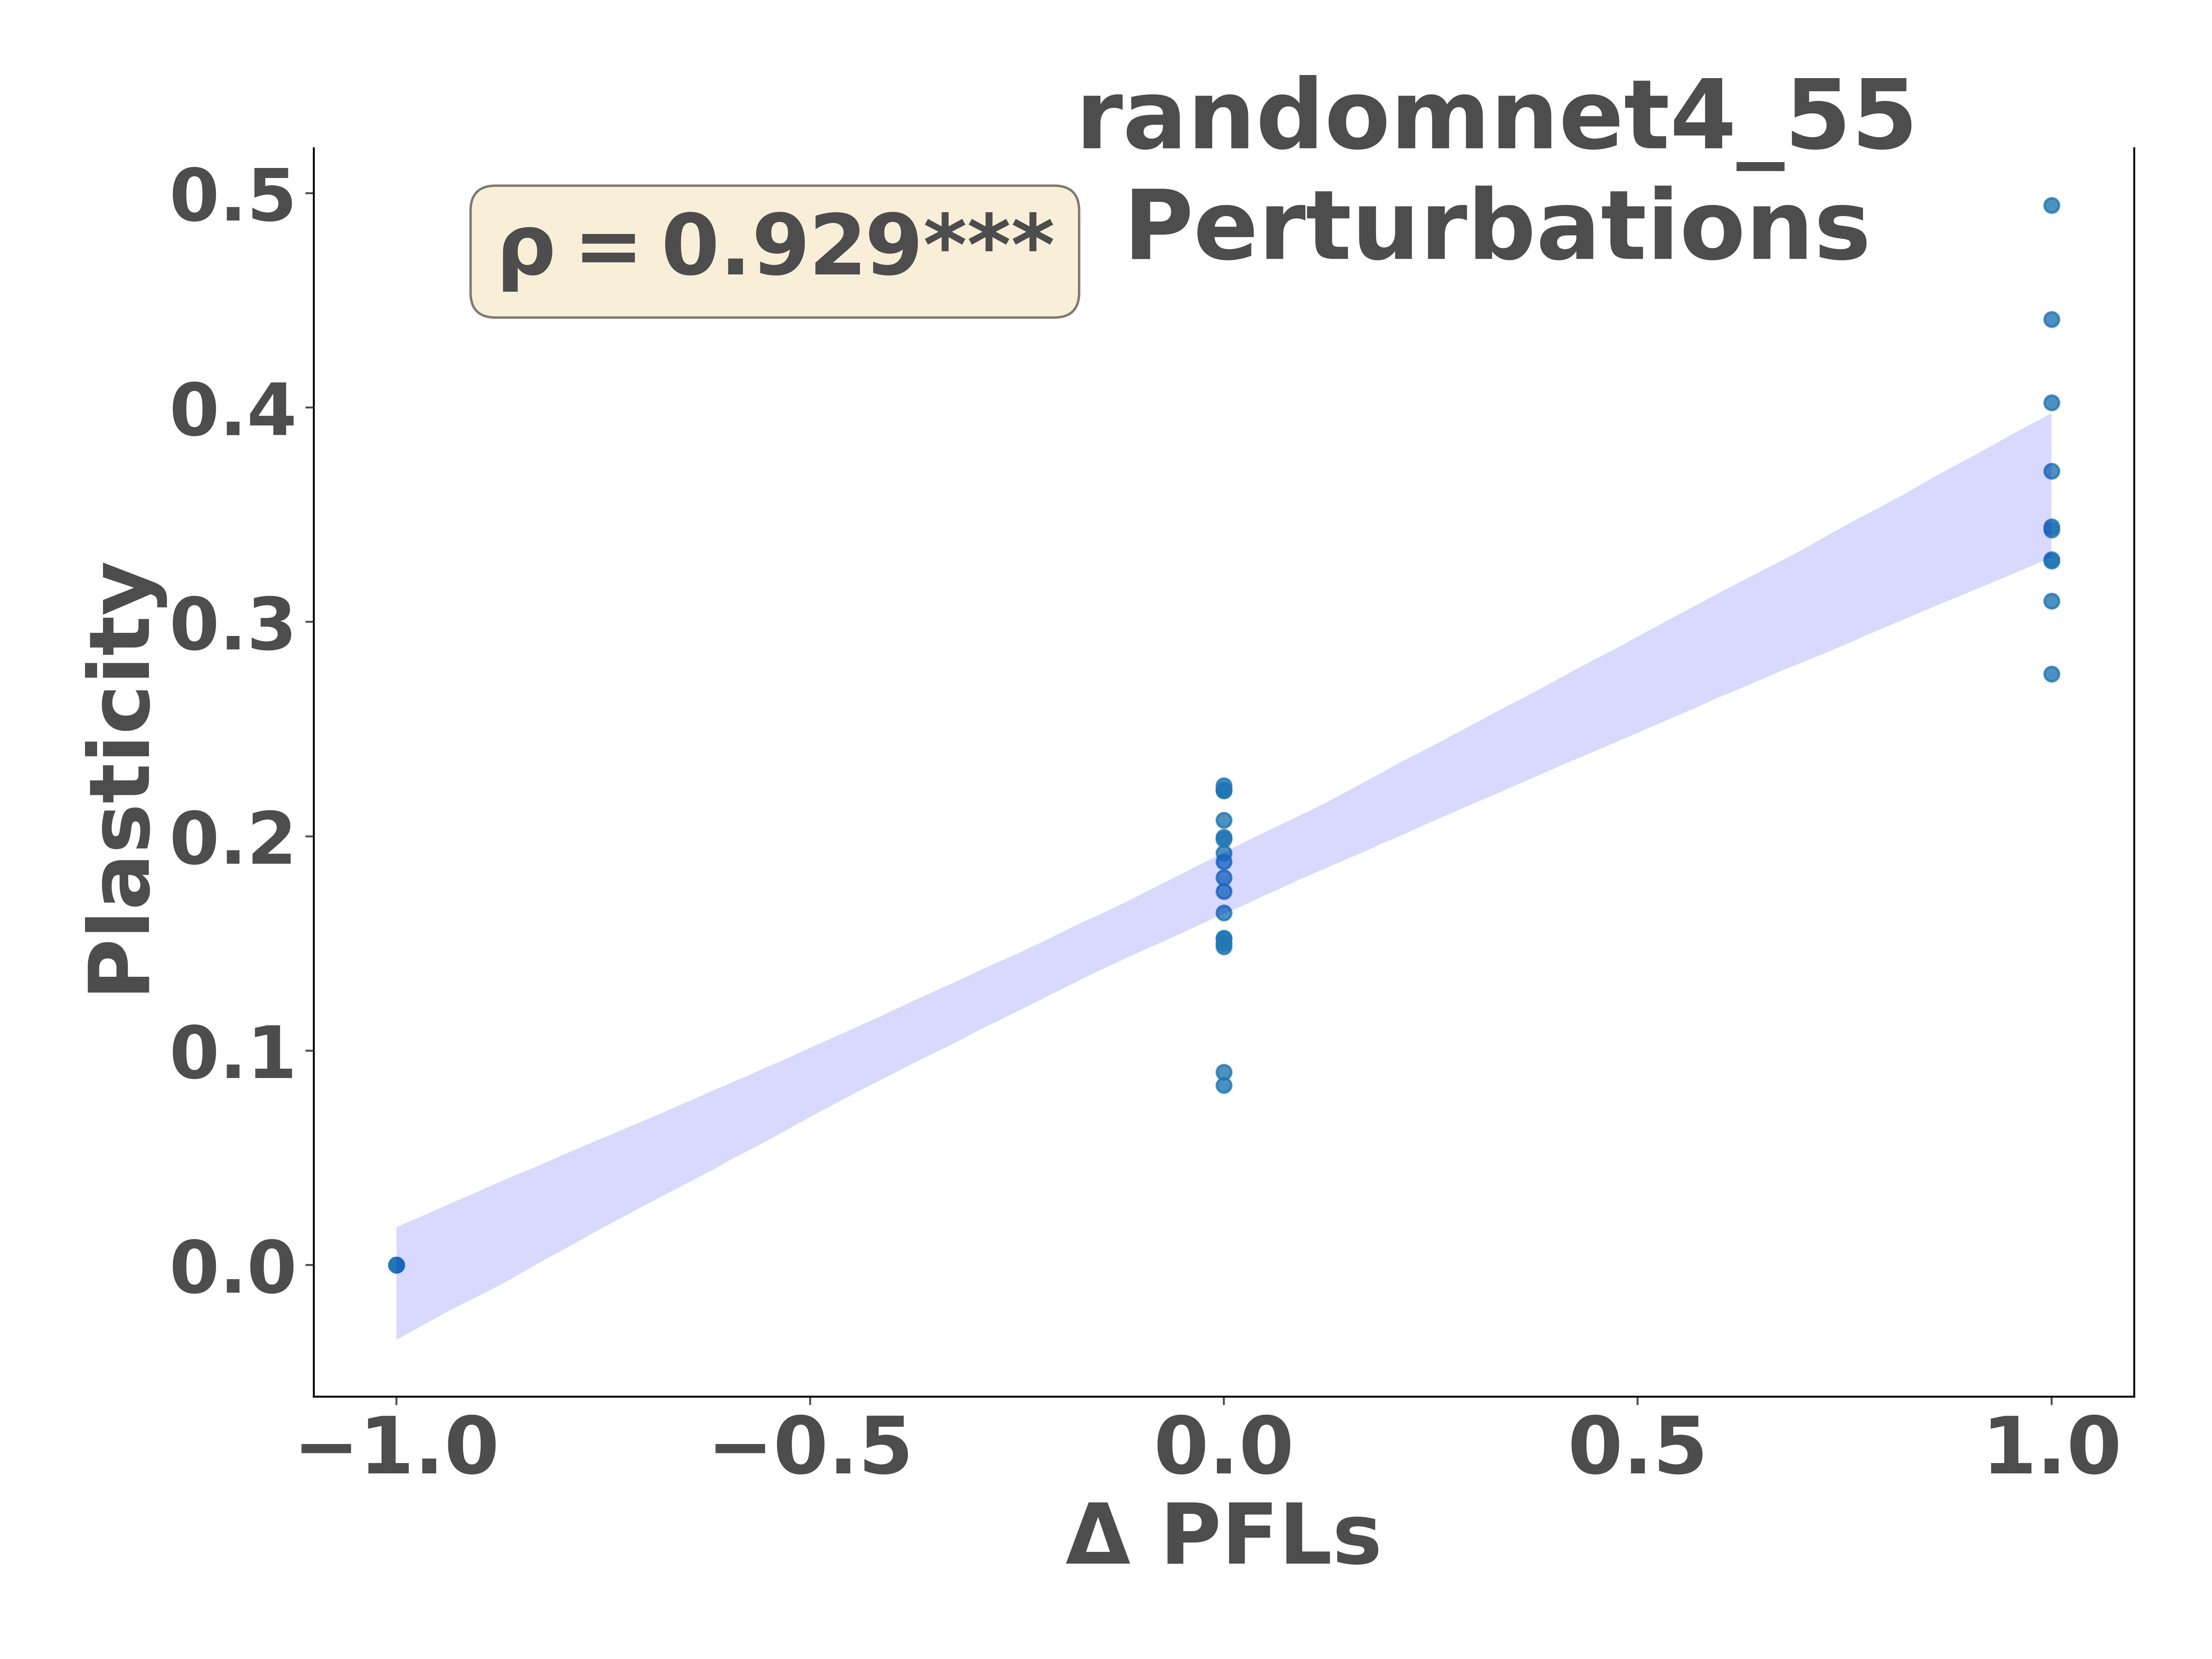 randomnet4_55
Perturbations
ρ = 0.929***
Plasticity
0.5
0.4
0.3
0.2
0.1
0.0
−1.0 −0.5 0.0 0.5 1.0
Δ PFLs